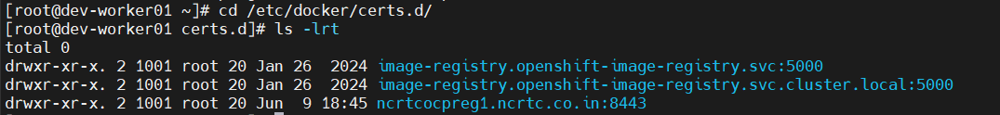 [root@dev-worker01 ~]# cd /etc/docker/certs.d/
[root@dev-worker01 certs.d]# ls -lrt
total 0
drwxr-xr-x. 2 1001 root 20 Jan 26  2024 image-registry.openshift-image-registry.svc:5000
drwxr-xr-x. 2 1001 root 20 Jan 26  2024 image-registry.openshift-image-registry.svc.cluster.local:5000
drwxr-xr-x. 2 1001 root 20 Jun  9 18:45 ncrtcocpreg1.ncrtc.co.in:8443